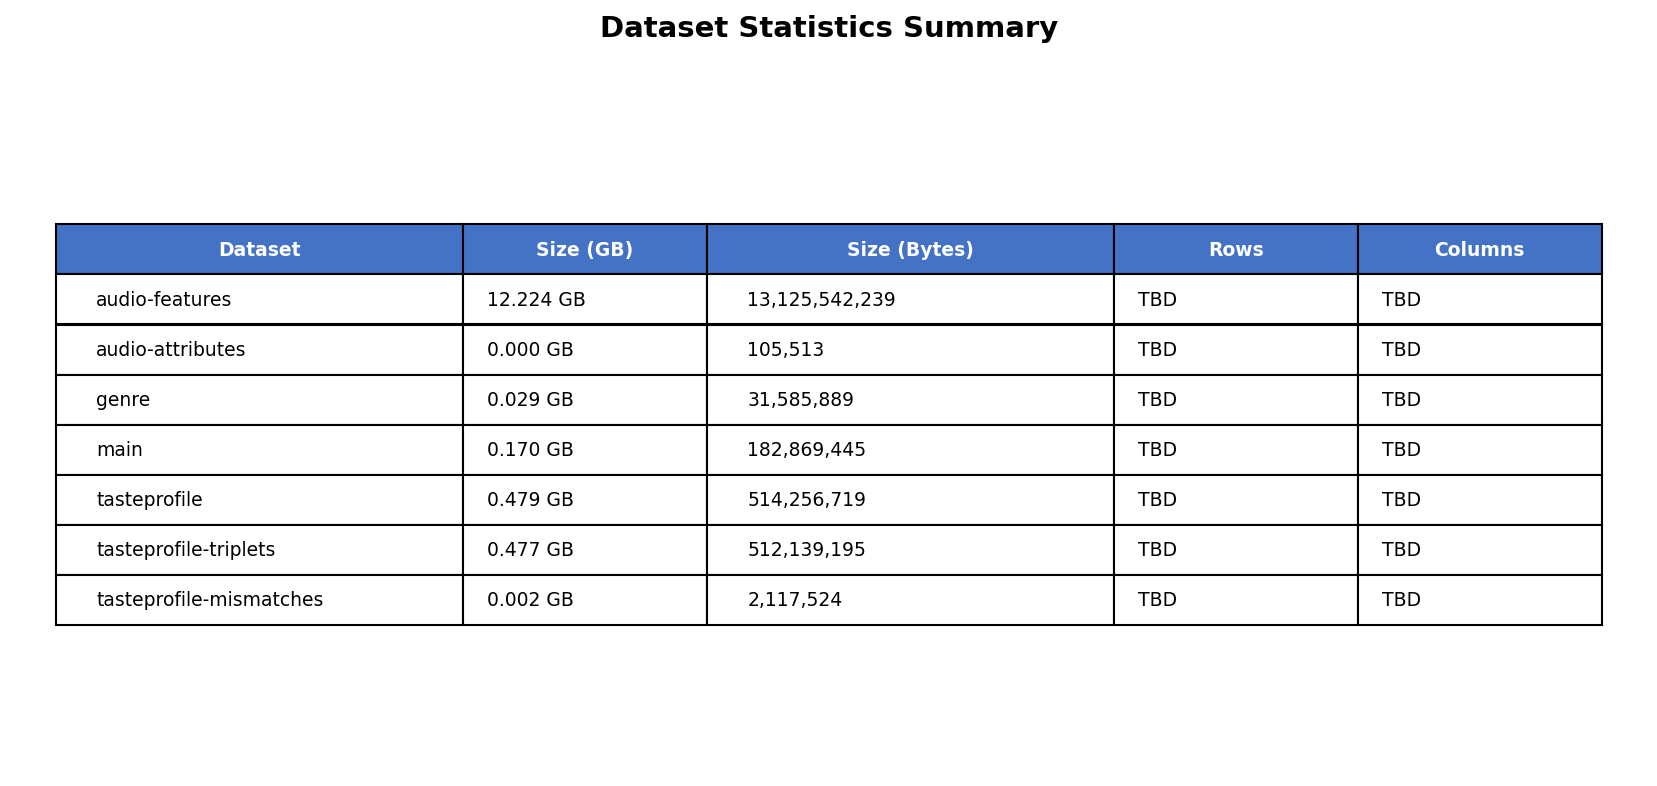 Dataset Statistics Summary
Dataset Size (GB) Size (Bytes) Rows Columns
audio-features 12.224 GB 13,125,542,239 TBD TBD
audio-attributes 0.000 GB 105,513 TBD TBD
genre 0.029 GB 31,585,889 TBD TBD
main 0.170 GB 182,869,445 TBD TBD
tasteprofile 0.479 GB 514,256,719 TBD TBD
tasteprofile-triplets 0.477 GB 512,139,195 TBD TBD
tasteprofile-mismatches 0.002 GB 2,117,524 TBD TBD